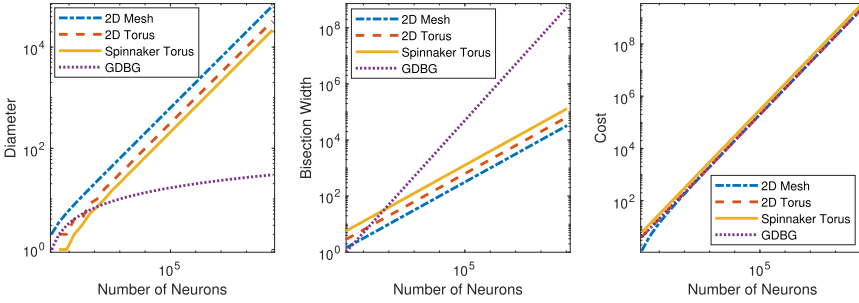 2D Mesh
2D Torus
Spinnaker Torus
GDBG
10^4
10^2
10^0
Diameter
10^5
Number of Neurons
2D Mesh
2D Torus
Spinnaker Torus
GDBG
10^8
10^6
10^4
10^2
10^0
Bisection Width
10^5
Number of Neurons
10^8
10^6
10^4
10^2
Cost
2D Mesh
2D Torus
Spinnaker Torus
GDBG
10^5
Number of Neurons